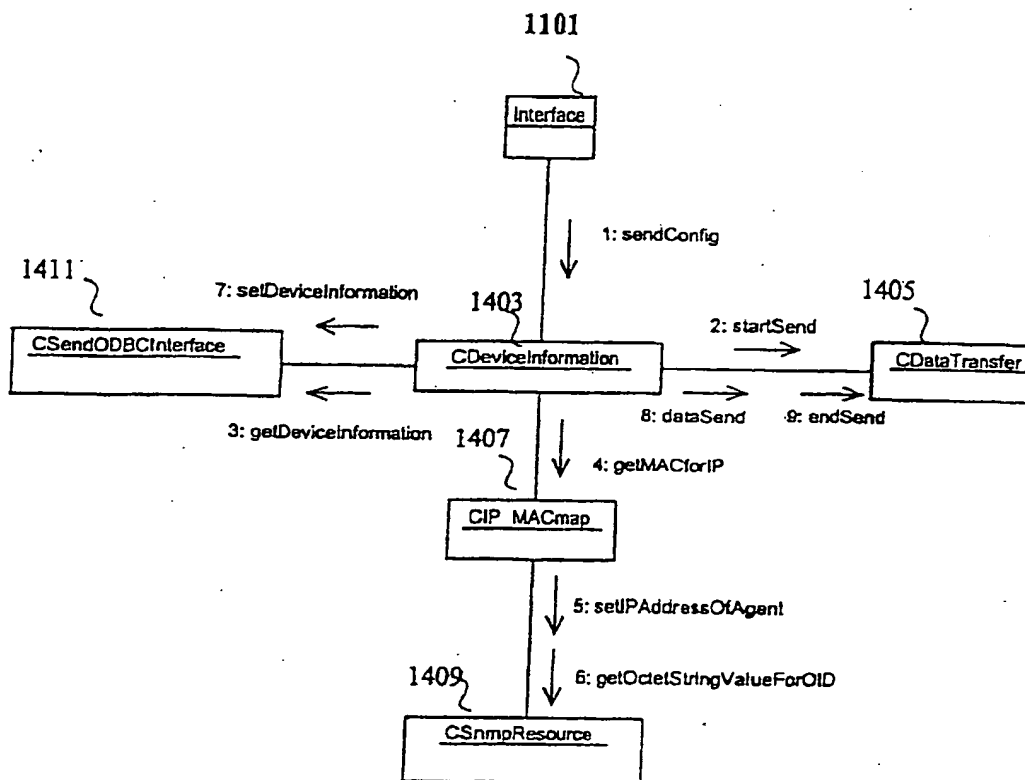 1101
Interface
1: sendConfig
1411
7: setDeviceInformation
1403
1405
2: startSend
CSendODBCInterface
CDeviceInformation
CDataTransfer
3: getDeviceInformation
8: dataSend
9: endSend
1407
4: getMACforIP
CIP_MACmap
5: setIPAddressOfAgent
6: getOctetStringValueForOID
1409
CSnmpResource